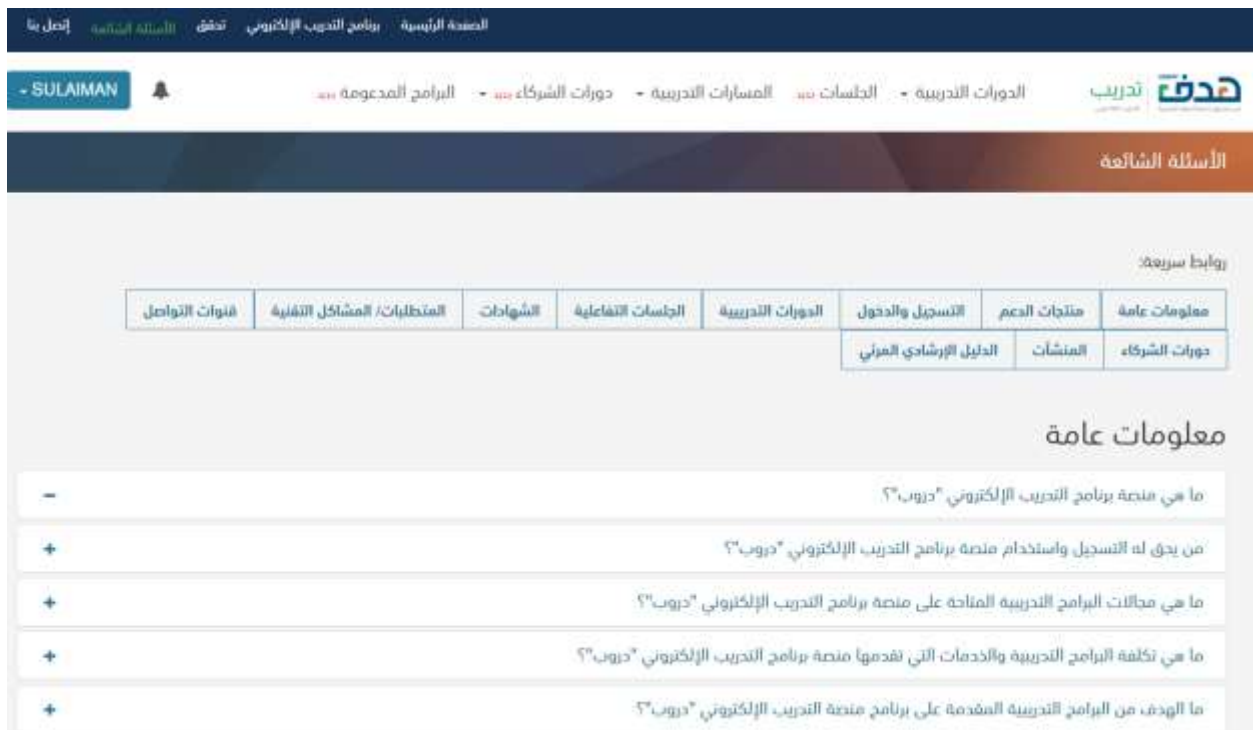 الصفحة الرئيسية برنامج التدريب الإلكتروني تحقق الأسئلة الشائعة إتصل بنا
هدف تدريب الدورات التدريبية الجلسات المسارات التدريبية دورات الشركاء البرامج المدعومة SULAIMAN
الأسئلة الشائعة
روابط سريعة:
معلومات عامة منتجات الدعم التسجيل والدخول الدورات التدريبية الجلسات التفاعلية الشهادات المتطلبات/ المشاكل التقنية قنوات التواصل
دورات الشركاء المنشآت الدليل الإرشادي المرئي
معلومات عامة
ما هي منصة برنامج التدريب الإلكتروني "دروب"؟
من يحق له التسجيل واستخدام منصة برنامج التدريب الإلكتروني "دروب"؟
ما هي مجالات البرامج التدريبية المتاحة على منصة برنامج التدريب الإلكتروني "دروب"؟
ما هي تكلفة البرامج التدريبية والخدمات التي تقدمها منصة برنامج التدريب الإلكتروني "دروب"؟
ما الهدف من البرامج التدريبية المقدمة على برنامج منصة التدريب الإلكتروني "دروب"؟